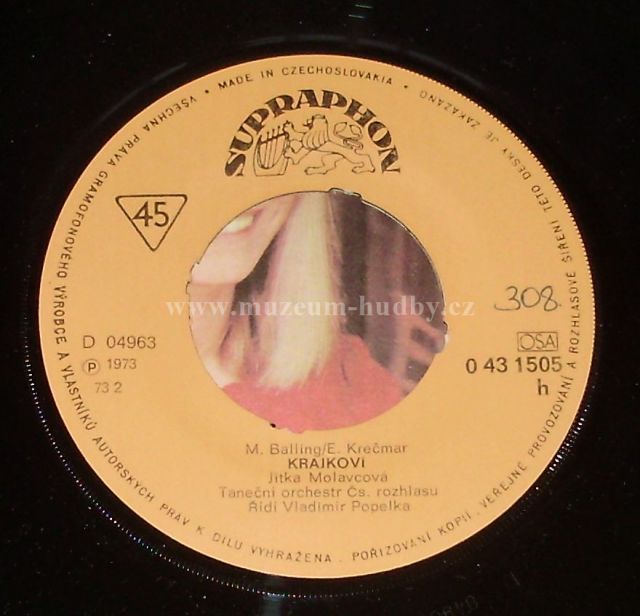 VŠECHNA PRÁVA GRAMOFONOVÉHO VÝROBCE A VLASTNÍKŮ AUTORSKÝCH PRÁV K DÍLU VYHRAŽENA . POŘIZOVÁNÍ KOPIÍ . VEŘEJNÉ PROVOZOVÁNÍ A ROZHLASOVÉ ŠÍŘENÍ TÉTO DESKY JE ZAKÁZÁNO
• MADE IN CZECHOSLOVAKIA •
SUPRAPHON
45
www.muzeum-hudby.cz
308
D 04963
OSA
℗ 1973
0 43 1505
73 2
h
M. Balling/E. Krečmar
KRAJKOVÍ
Jitka Molavcová
Taneční orchestr Čs. rozhlasu
Řídí Vladimír Popelka